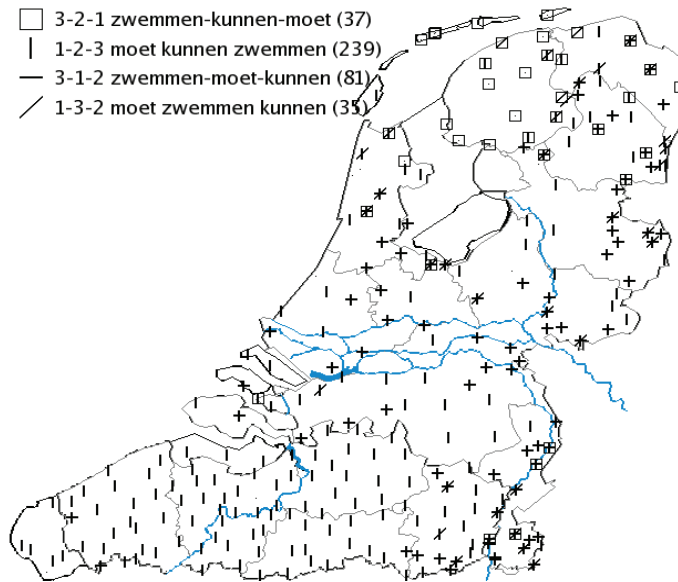 3-2-1 zwemmen-kunnen-moet (37)
1-2-3 moet kunnen zwemmen (239)
3-1-2 zwemmen-moet-kunnen (81)
1-3-2 moet zwemmen kunnen (35)